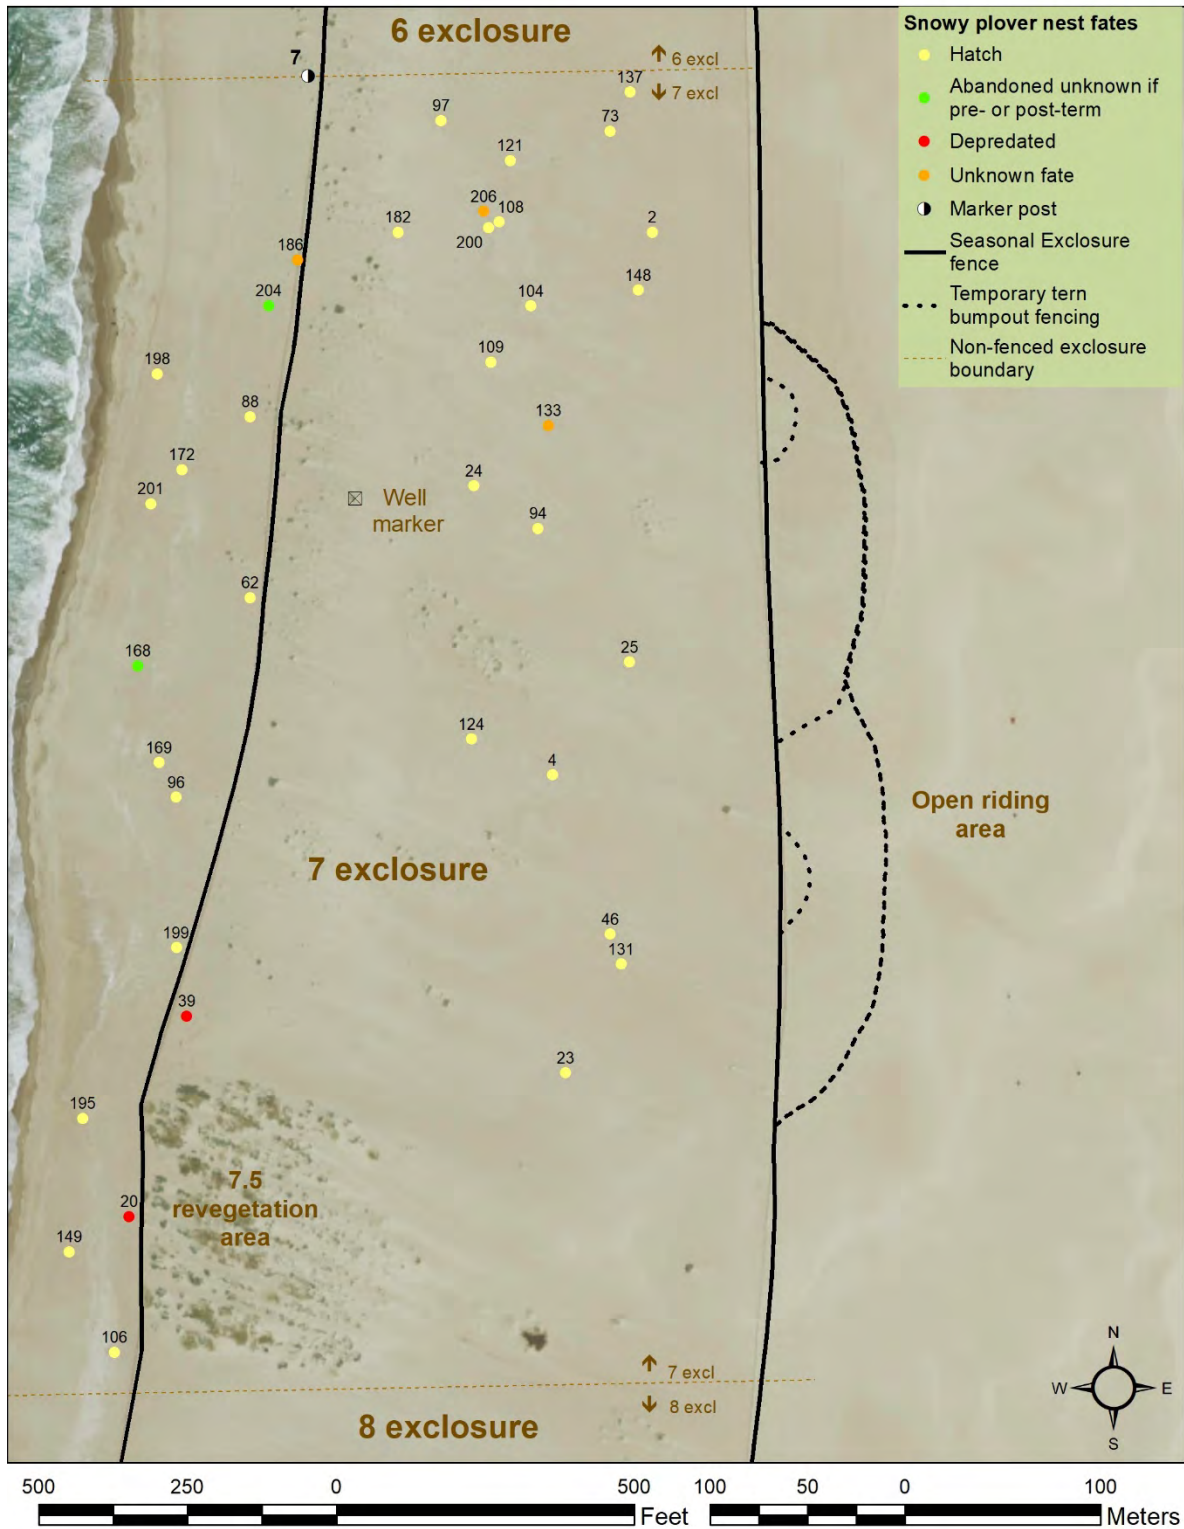 6 exclosure
7
6 excl
7 excl
137
97
73
121
206
108
182
200
2
186
148
204
104
109
198
88
133
172
24
201
Well
marker
94
62
168
25
124
169
4
96
Open riding
area
7 exclosure
46
199
131
39
23
195
7.5
revegetation
area
20
149
106
7 excl
8 excl
8 exclosure
Snowy plover nest fates
Hatch
Abandoned unknown if
pre- or post-term
Depredated
Unknown fate
Marker post
Seasonal Exclosure
fence
Temporary tern
bumpout fencing
Non-fenced exclosure
boundary
N
W E
S
500 250 0 500 Feet
100 50 0 100 Meters